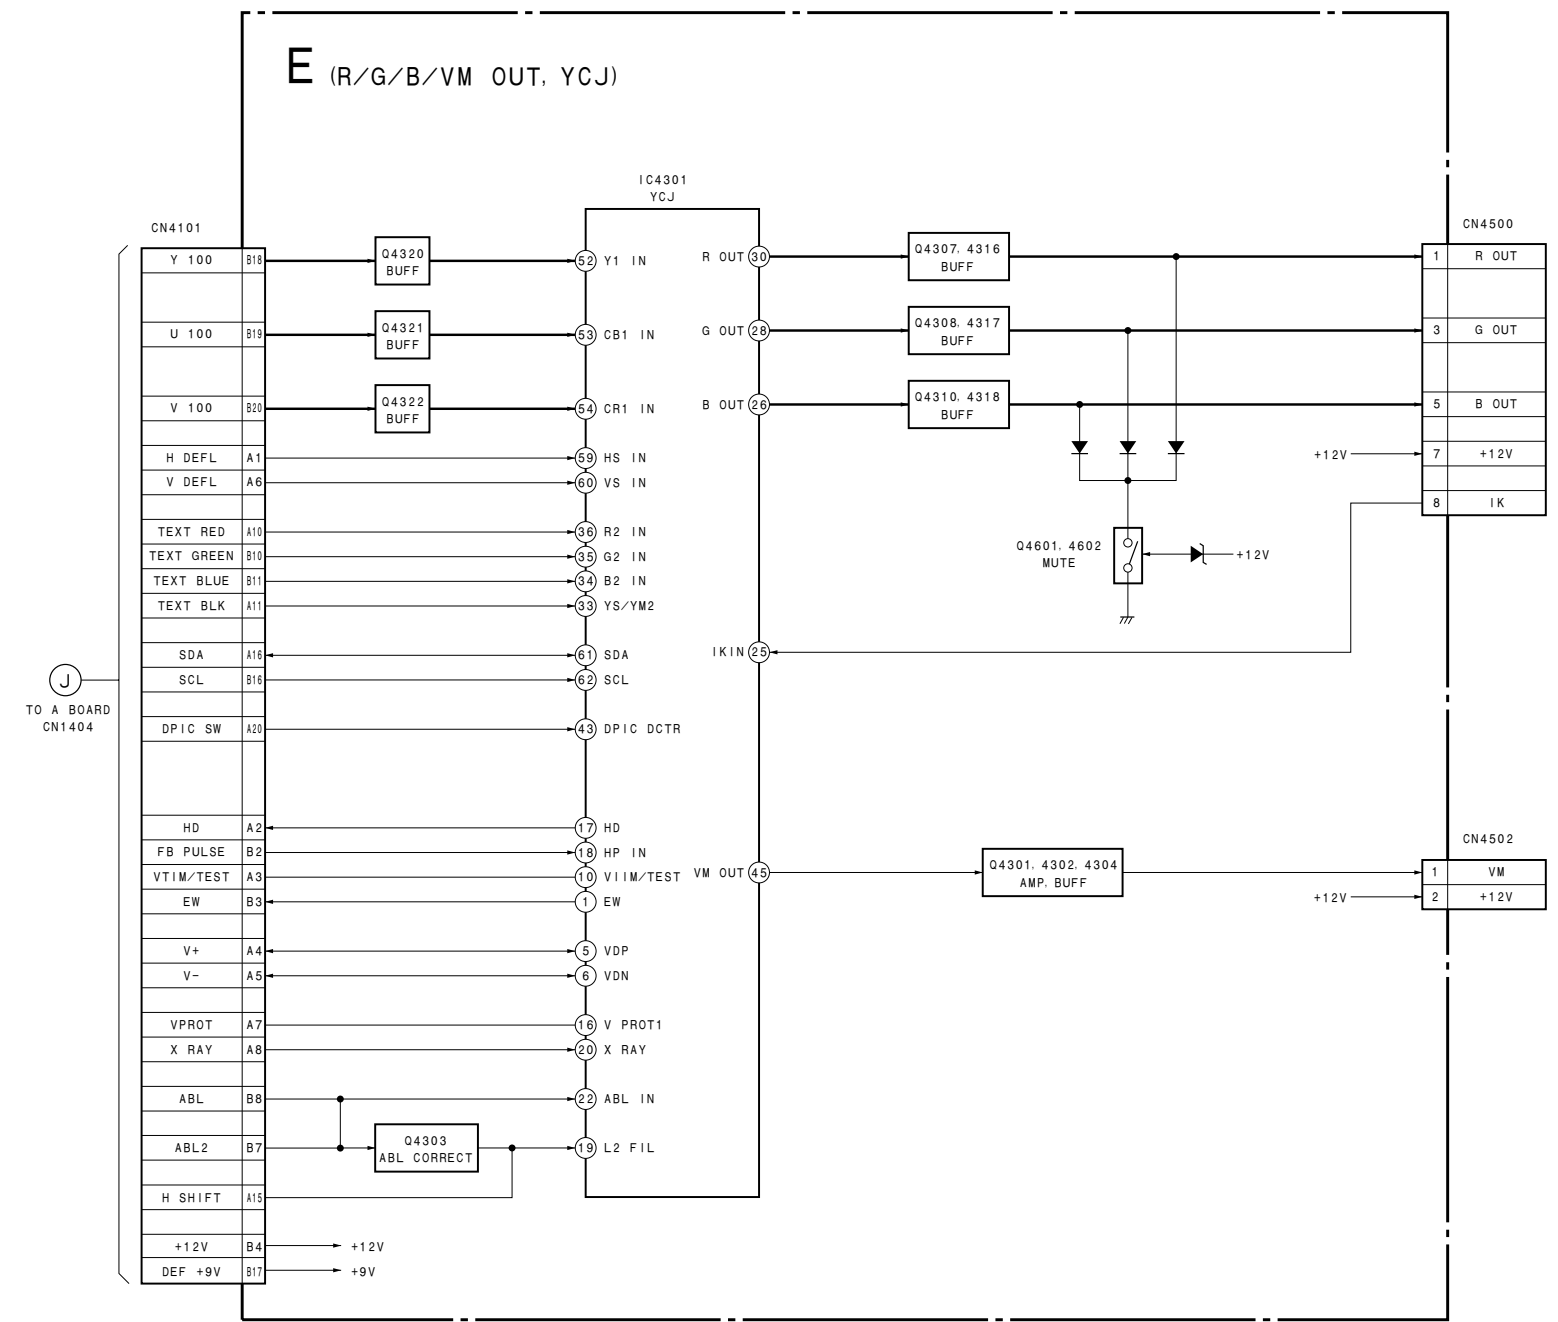 E (R/G/B/VM OUT, YCJ)
IC4301
YCJ
CN4101
CN4500
Y 100 B18
Q4320
BUFF
52 Y1 IN
R OUT 30
Q4307, 4316
BUFF
1 R OUT
U 100 B19
Q4321
BUFF
53 CB1 IN
G OUT 28
Q4308, 4317
BUFF
3 G OUT
V 100 B20
Q4322
BUFF
54 CR1 IN
B OUT 26
Q4310, 4318
BUFF
5 B OUT
H DEFL A1
59 HS IN
+12V
7 +12V
V DEFL A6
60 VS IN
8 IK
TEXT RED A10
36 R2 IN
TEXT GREEN B10
35 G2 IN
Q4601, 4602
MUTE
+12V
TEXT BLUE B11
34 B2 IN
TEXT BLK A11
33 YS/YM2
SDA A16
61 SDA
IKIN 25
SCL B16
62 SCL
J
TO A BOARD
CN1404
DPIC SW A20
43 DPIC DCTR
HD A2
17 HD
CN4502
FB PULSE B2
18 HP IN
VTIM/TEST A3
10 VIIM/TEST
VM OUT 45
Q4301, 4302, 4304
AMP, BUFF
1 VM
EW B3
1 EW
+12V
2 +12V
V+ A4
5 VDP
V- A5
6 VDN
VPROT A7
16 V PROT1
X RAY A8
20 X RAY
ABL B8
22 ABL IN
ABL2 B7
Q4303
ABL CORRECT
19 L2 FIL
H SHIFT A15
+12V B4
+12V
DEF +9V B17
+9V